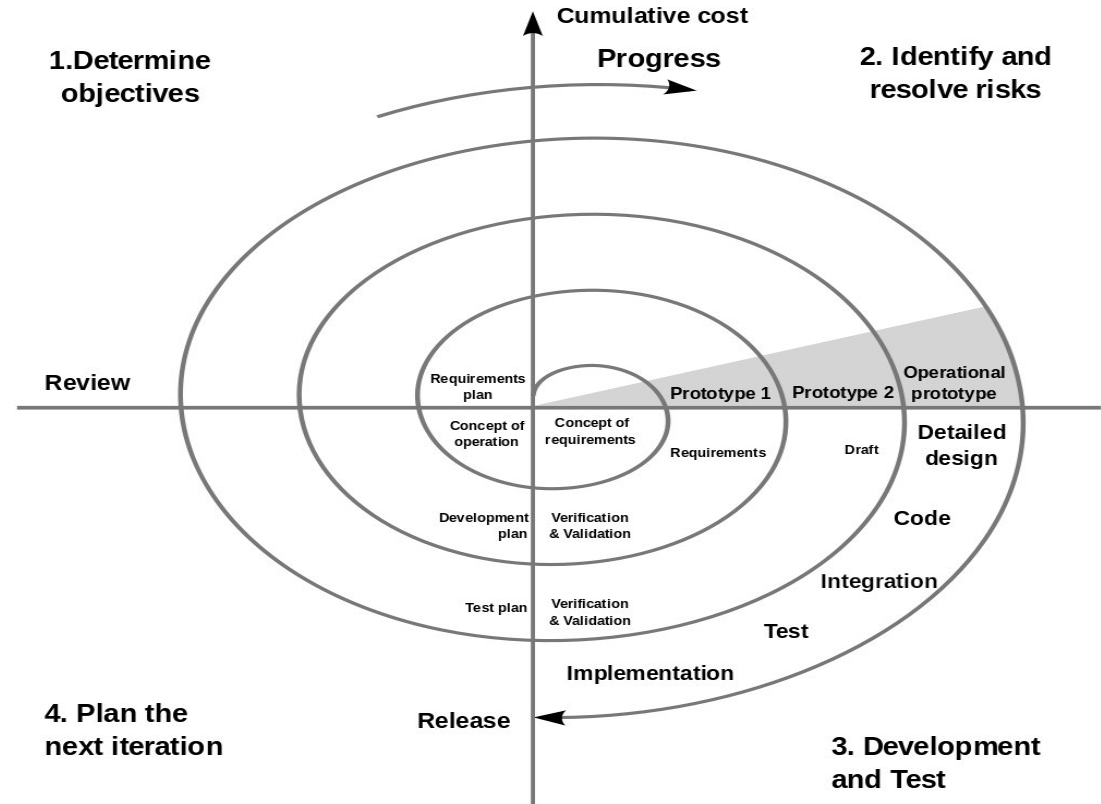 Cumulative cost
1.Determine
objectives
Progress
2. Identify and
resolve risks
Review
Requirements
plan
Prototype 1
Prototype 2
Operational
prototype
Concept of
operation
Concept of
requirements
Requirements
Draft
Detailed
design
Development
plan
Verification
& Validation
Code
Integration
Test plan
Verification
& Validation
Test
Implementation
Release
4. Plan the
next iteration
3. Development
and Test